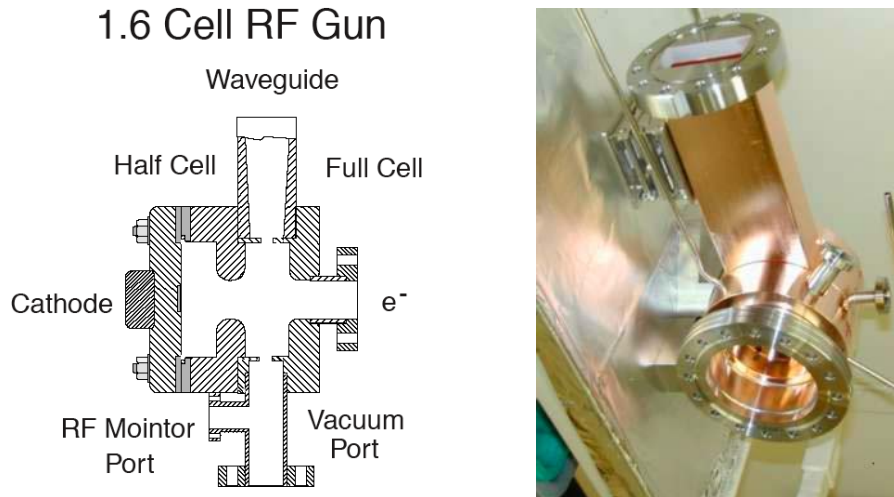 1.6 Cell RF Gun
Waveguide
Half Cell
Full Cell
Cathode
e-
RF Mointor
Port
Vacuum
Port